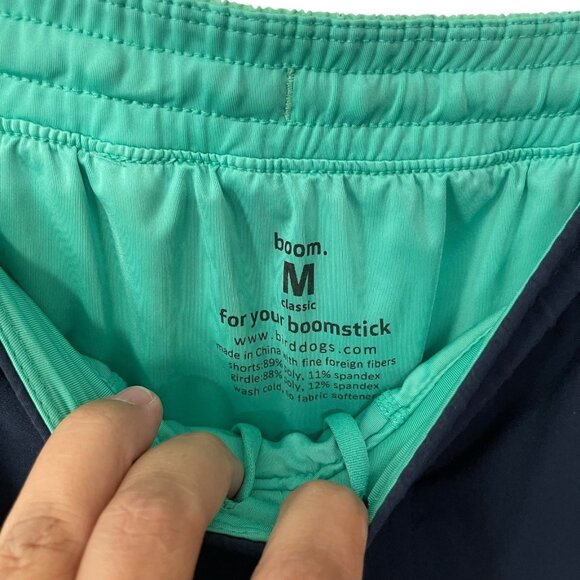 boom.
M
classic
for your boomstick
www.birddogs.com
made in China with fine foreign fibers
shorts:89% poly, 11% spandex
girdle:88% poly, 12% spandex
wash cold, no fabric softener